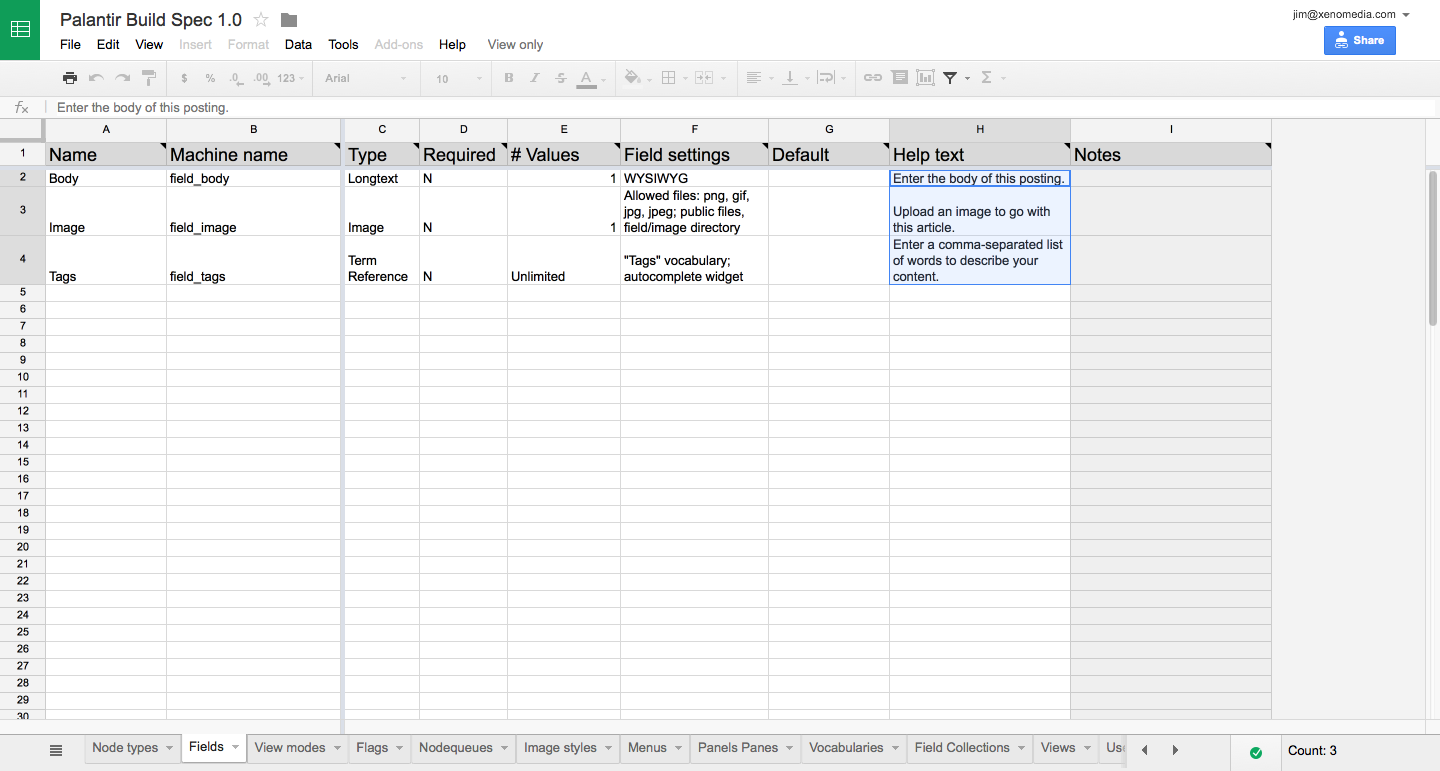 Palantir Build Spec 1.0
jim@xenomedia.com
File Edit View Insert Format Data Tools Add-ons Help View only
Share
$ % .0 .00 123 Arial 10 B I S A Σ
fx Enter the body of this posting.
A B C D E F G H I
1 Name Machine name Type Required # Values Field settings Default Help text Notes
2 Body field_body Longtext N 1 WYSIWYG Enter the body of this posting.
Allowed files: png, gif,
3 jpg, jpeg; public files, Upload an image to go with
Image field_image Image N 1 field/image directory this article.
Enter a comma-separated list
4 Term "Tags" vocabulary; of words to describe your
Tags field_tags Reference N Unlimited autocomplete widget content.
5
6
7
8
9
10
11
12
13
14
15
16
17
18
19
20
21
22
23
24
25
26
27
28
29
30
Node types Fields View modes Flags Nodequeues Image styles Menus Panels Panes Vocabularies Field Collections Views Us Count: 3